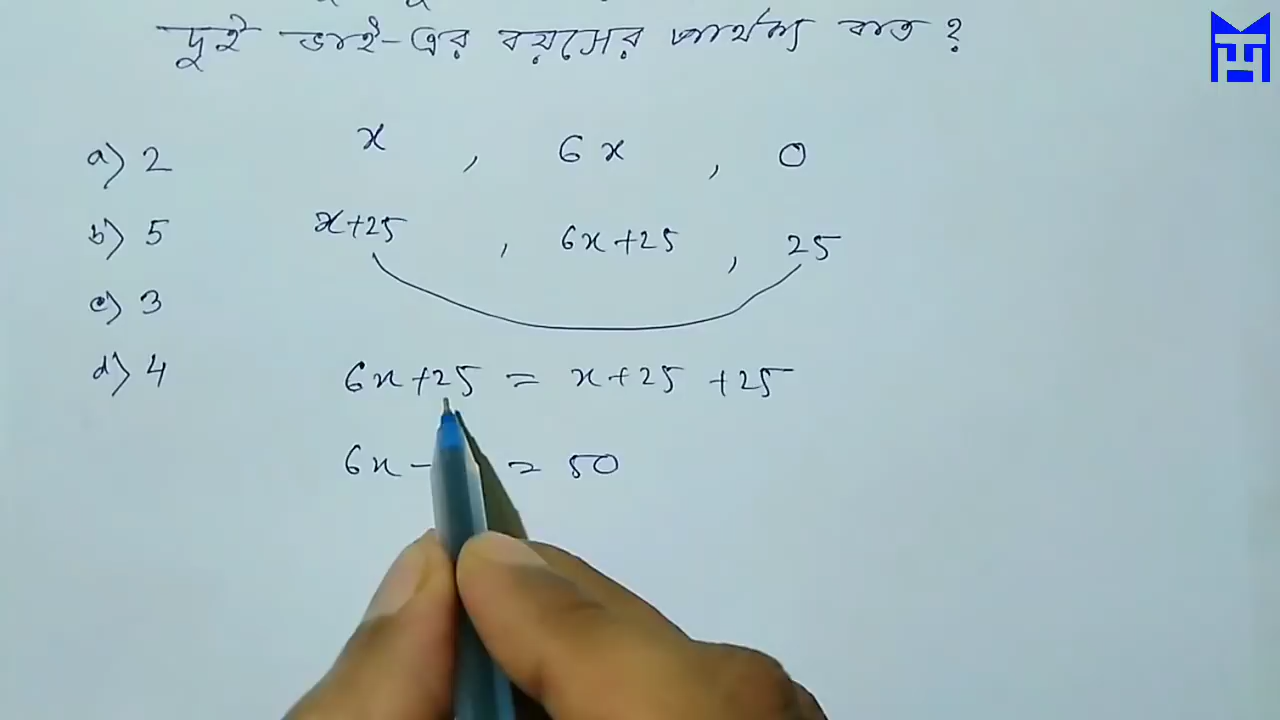 দুই ভাই-এর বয়সের পার্থক্য কত ?
a) 2 x , 6x , 0
b) 5 x+25 , 6x+25 , 25
c) 3
d) 4 6x+25 = x+25 +25
6x - = 50